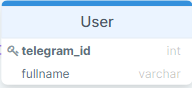 User
telegram_id int
fullname varchar